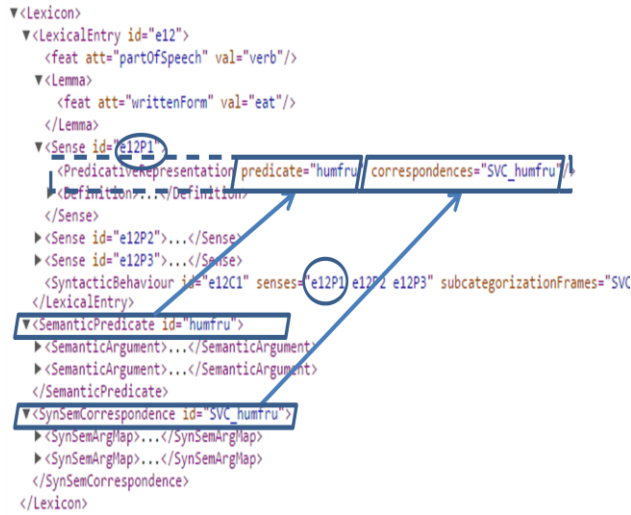 ▼<Lexicon>
▼<LexicalEntry id="e12">
<feat att="partOfSpeech" val="verb"/>
▼<Lemma>
<feat att="writtenForm" val="eat"/>
</Lemma>
▼<Sense id="e12P1">
<PredicativeRepresentation predicate="humfru" correspondences="SVC_humfru"/>
▶<Definition>...</Definition>
</Sense>
▶<Sense id="e12P2">...</Sense>
▶<Sense id="e12P3">...</Sense>
<SyntacticBehaviour id="e12C1" senses="e12P1 e12P2 e12P3" subcategorizationFrames="SVC
</LexicalEntry>
▼<SemanticPredicate id="humfru">
▶<SemanticArgument>...</SemanticArgument>
▶<SemanticArgument>...</SemanticArgument>
</SemanticPredicate>
▼<SynSemCorrespondence id="SVC_humfru">
▶<SynSemArgMap>...</SynSemArgMap>
▶<SynSemArgMap>...</SynSemArgMap>
</SynSemCorrespondence>
</Lexicon>